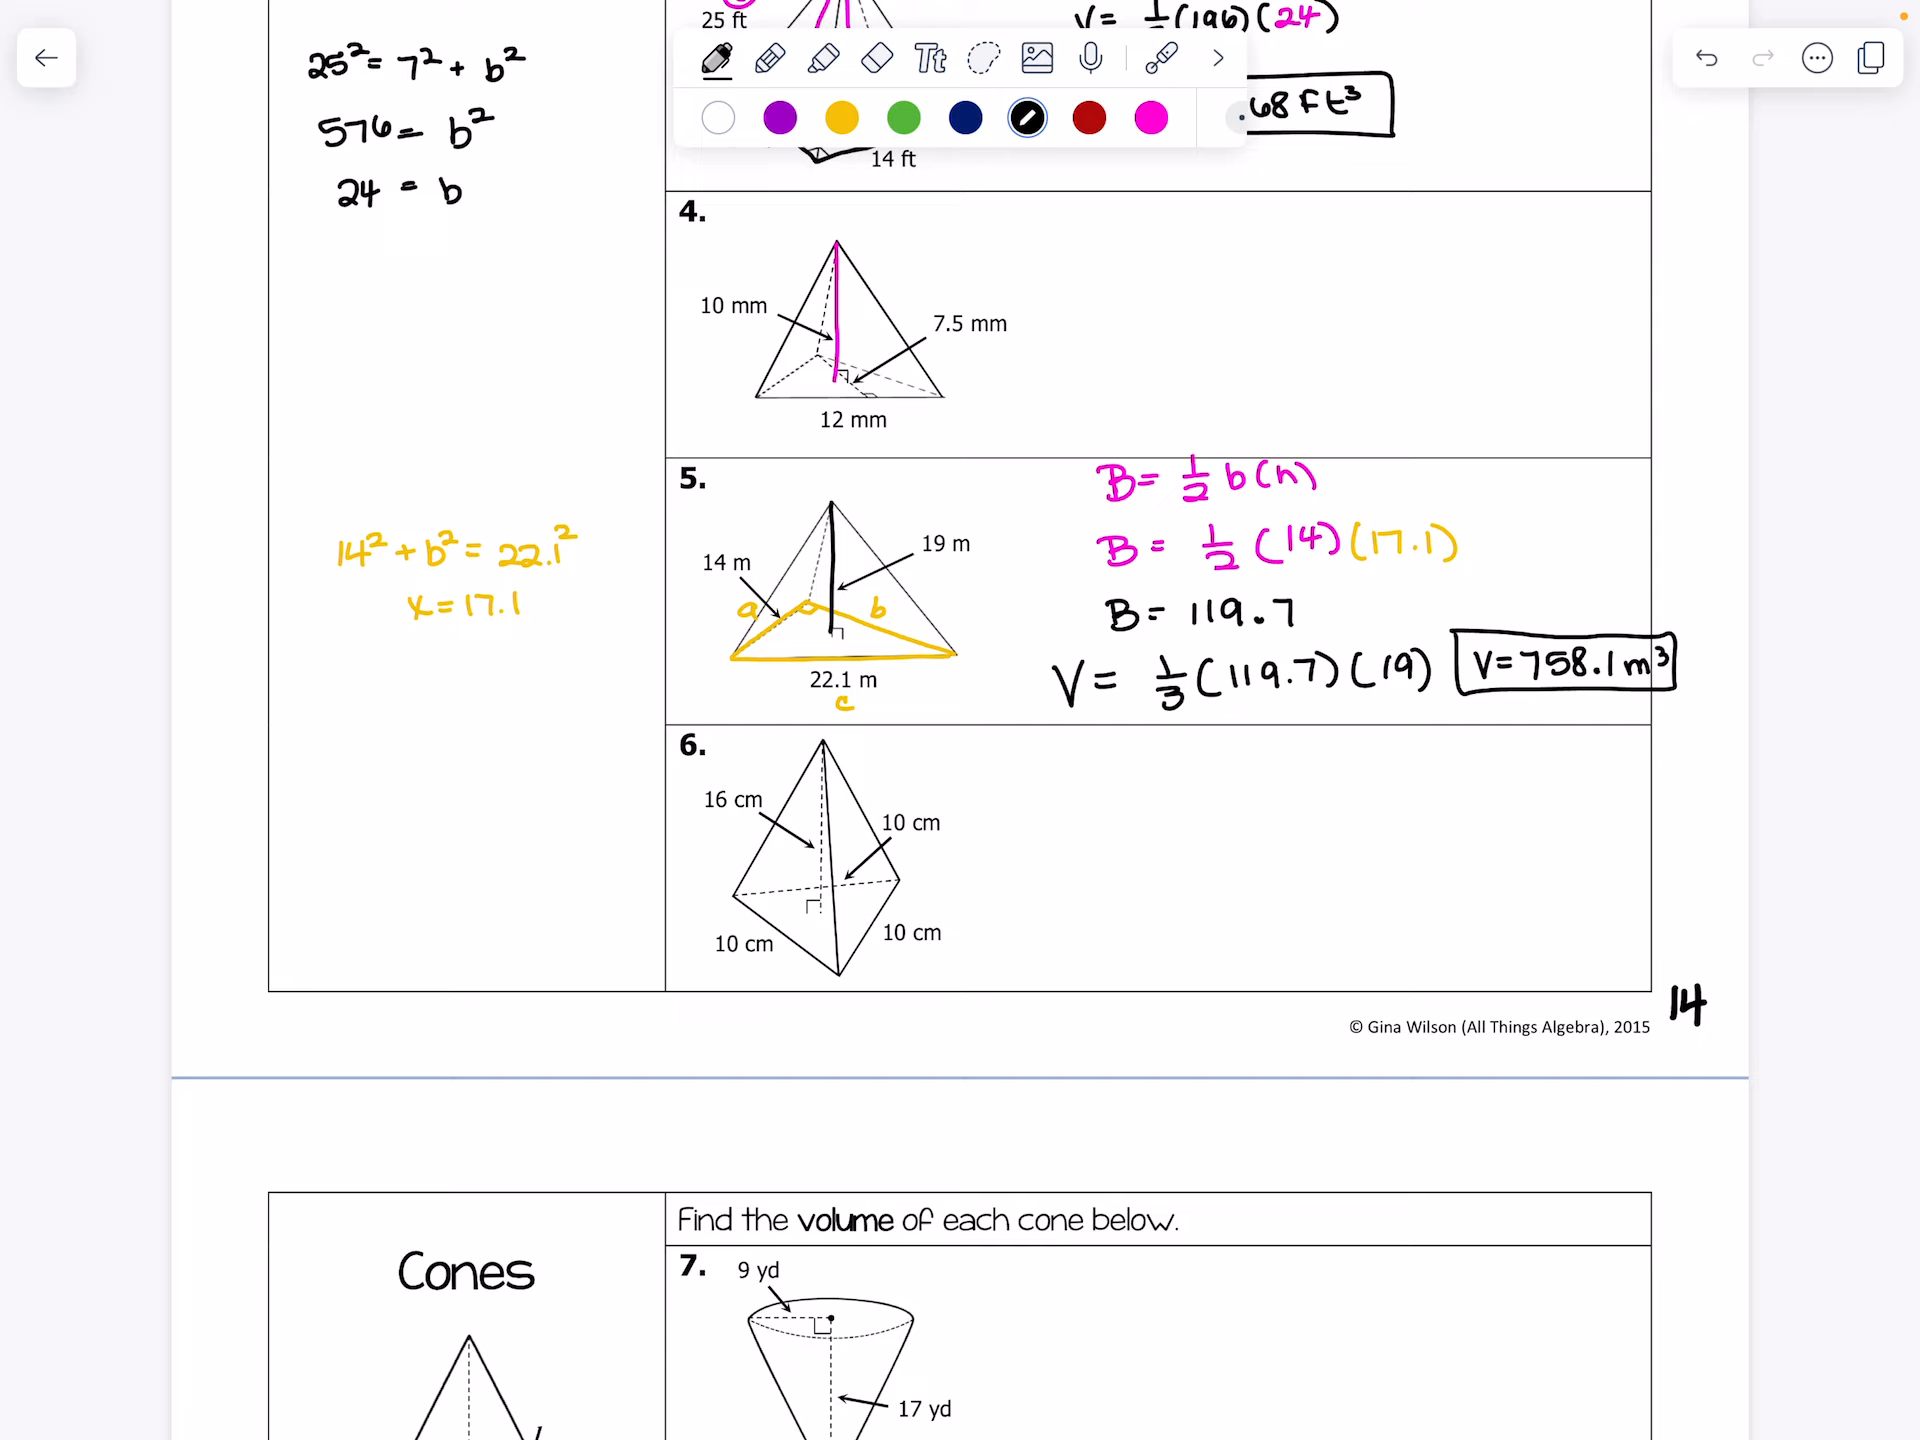 25 ft
V = (196)(24)
25² = 7² + b²
68 Ft³
576 = b²
14 ft
24 = b
4.
10 mm
7.5 mm
12 mm
5.
B = 1/2 b(h)
14² + b² = 22.1²
B = 1/2 (14)(17.1)
19 m
14 m
x = 17.1
a
b
B = 119.7
22.1 m
c
V = 1/3 (119.7)(19)
V = 758.1 m³
6.
16 cm
10 cm
10 cm
10 cm
14
© Gina Wilson (All Things Algebra), 2015
Find the volume of each cone below.
Cones
7.
9 yd
17 yd
Tt